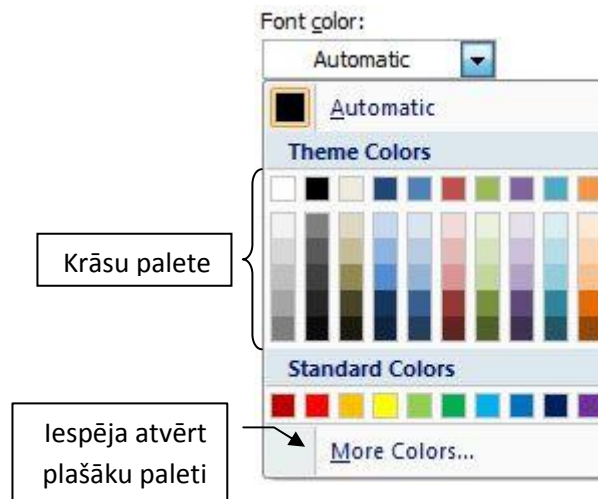 Font color:
Automatic
Automatic
Theme Colors
Krāsu palete
Standard Colors
Iespēja atvērt
plašāku paleti
More Colors...